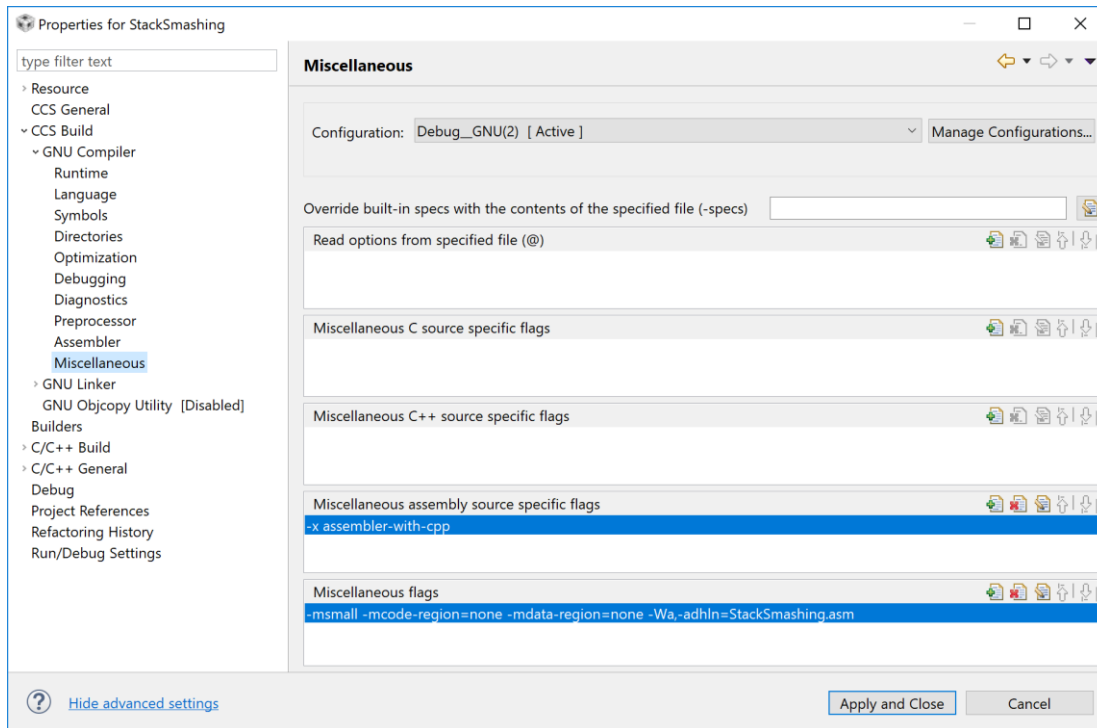 Properties for StackSmashing
type filter text
Resource
CCS General
CCS Build
GNU Compiler
Runtime
Language
Symbols
Directories
Optimization
Debugging
Diagnostics
Preprocessor
Assembler
Miscellaneous
GNU Linker
GNU Objcopy Utility [Disabled]
Builders
C/C++ Build
C/C++ General
Debug
Project References
Refactoring History
Run/Debug Settings
Miscellaneous
Configuration: Debug__GNU(2) [ Active ] Manage Configurations...
Override built-in specs with the contents of the specified file (-specs)
Read options from specified file (@)
Miscellaneous C source specific flags
Miscellaneous C++ source specific flags
Miscellaneous assembly source specific flags
-x assembler-with-cpp
Miscellaneous flags
-msmall -mcode-region=none -mdata-region=none -Wa,-adhln=StackSmashing.asm
? Hide advanced settings Apply and Close Cancel